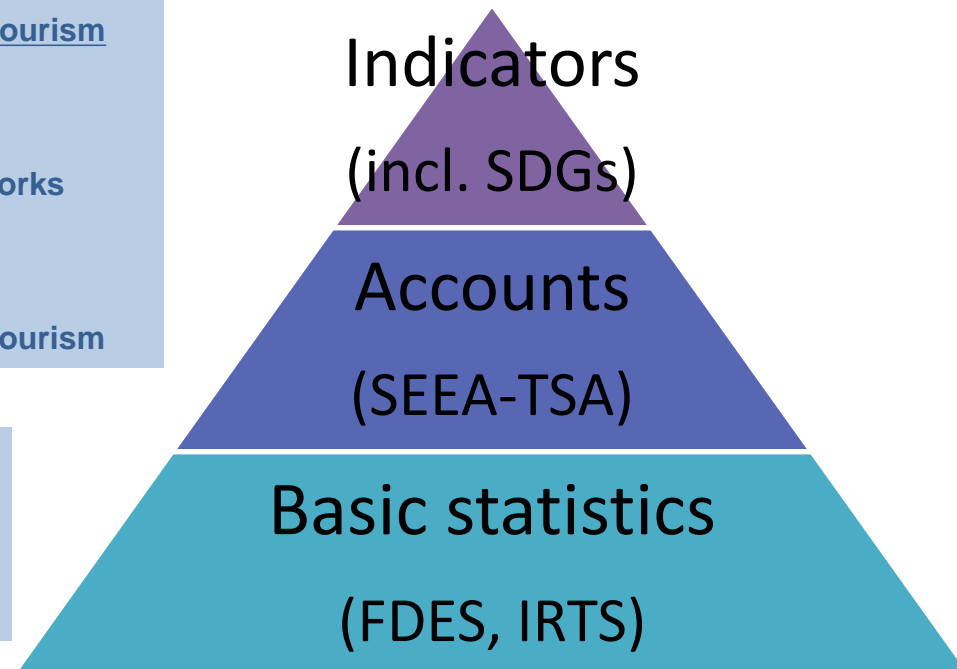 ourism
orks
ourism
Indicators
(incl. SDGs)
Accounts
(SEEA-TSA)
Basic statistics
(FDES, IRTS)